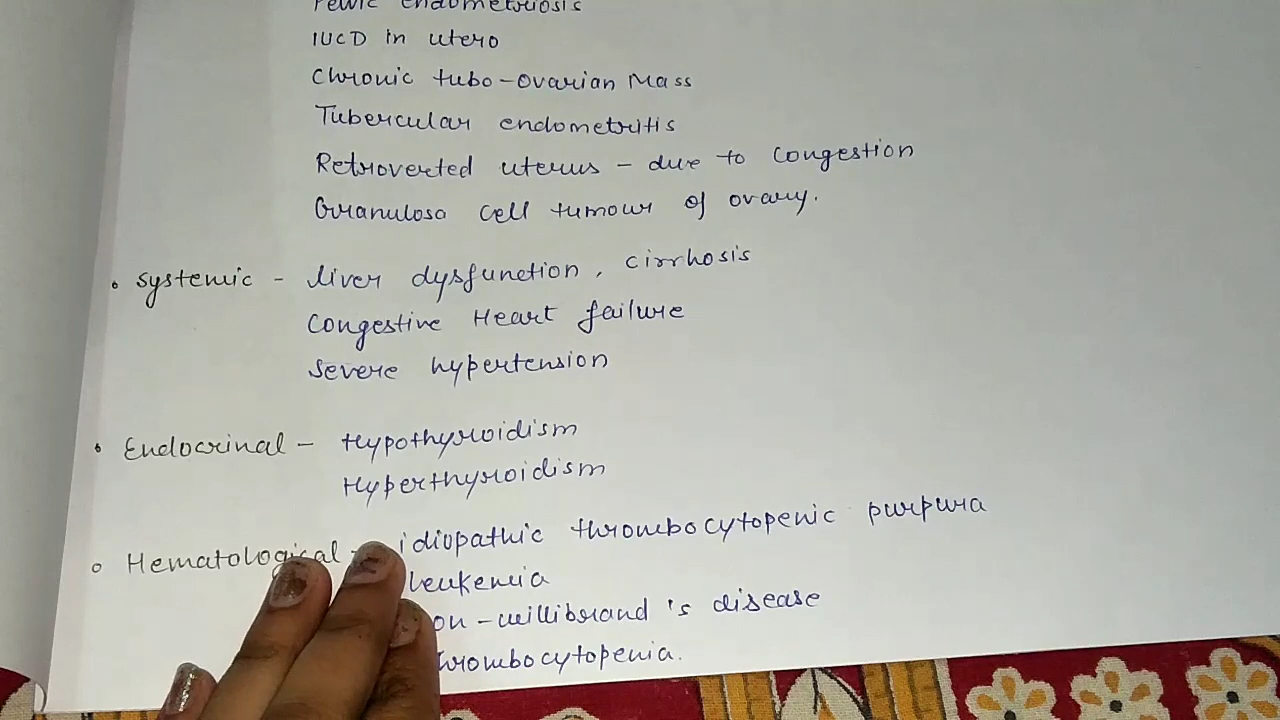 Pelvic endometriosis
IUCD in utero
Chronic tubo-ovarian Mass
Tubercular endometritis
Retroverted uterus - due to congestion
Granulosa cell tumour of ovary.
• Systemic - liver dysfunction, cirrhosis
Congestive Heart failure
Severe hypertension
• Endocrinal - Hypothyroidism
Hyperthyroidism
• Hematological - idiopathic thrombocytopenic purpura
leukemia
on-willibrand's disease
hrombocytopenia.